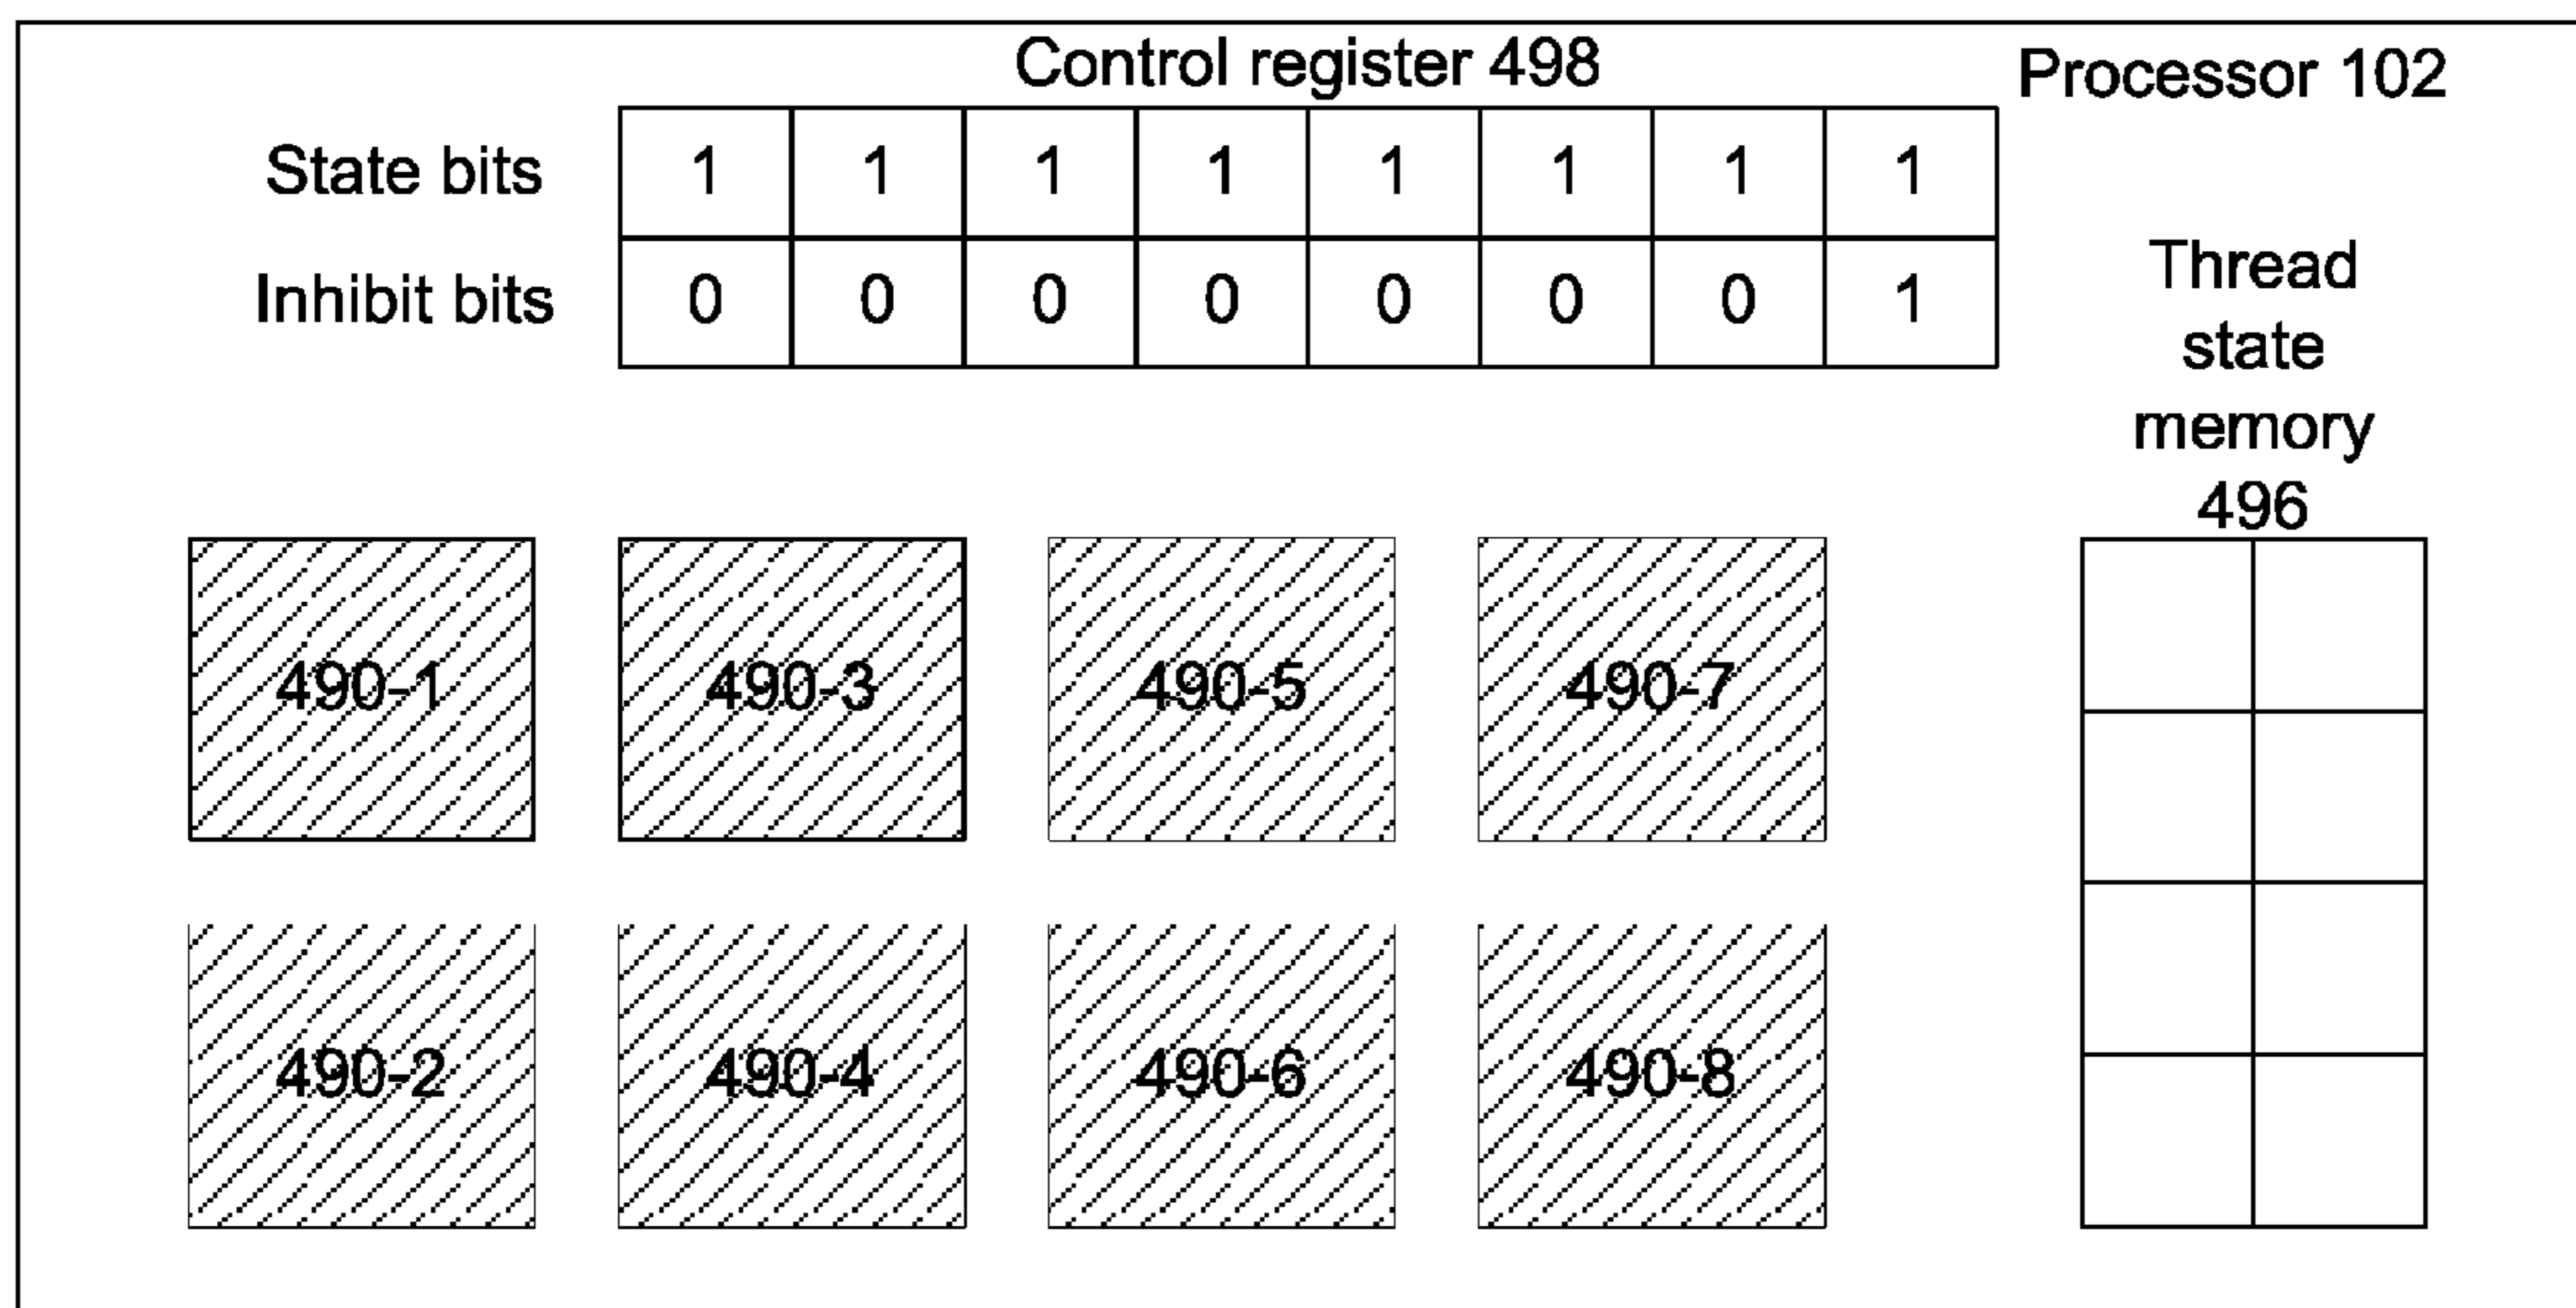 Control register 498
Processor 102
State bits 1 1 1 1 1 1 1 1
Inhibit bits 0 0 0 0 0 0 0 1
Thread
state
memory
496
490-1 490-3 490-5 490-7
490-2 490-4 490-6 490-8